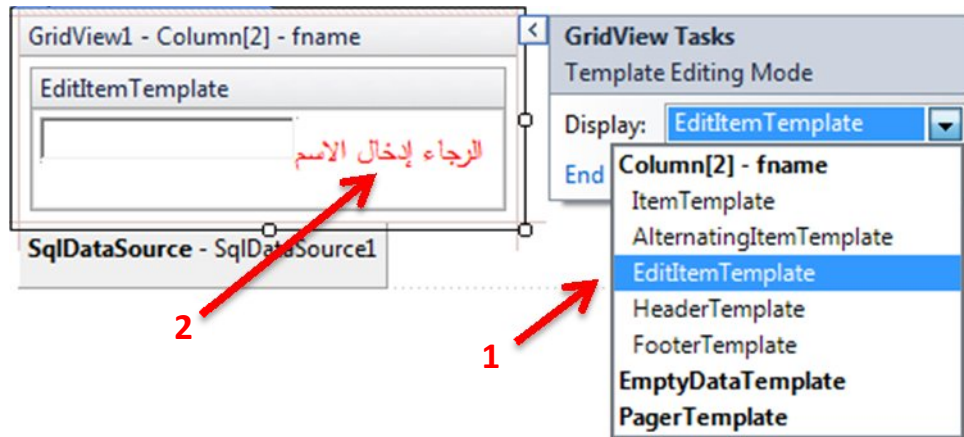 GridView1 - Column[2] - fname
EditItemTemplate
الرجاء إدخال الاسم
SqlDataSource - SqlDataSource1
2
1
GridView Tasks
Template Editing Mode
Display: EditItemTemplate
End
Column[2] - fname
ItemTemplate
AlternatingItemTemplate
EditItemTemplate
HeaderTemplate
FooterTemplate
EmptyDataTemplate
PagerTemplate